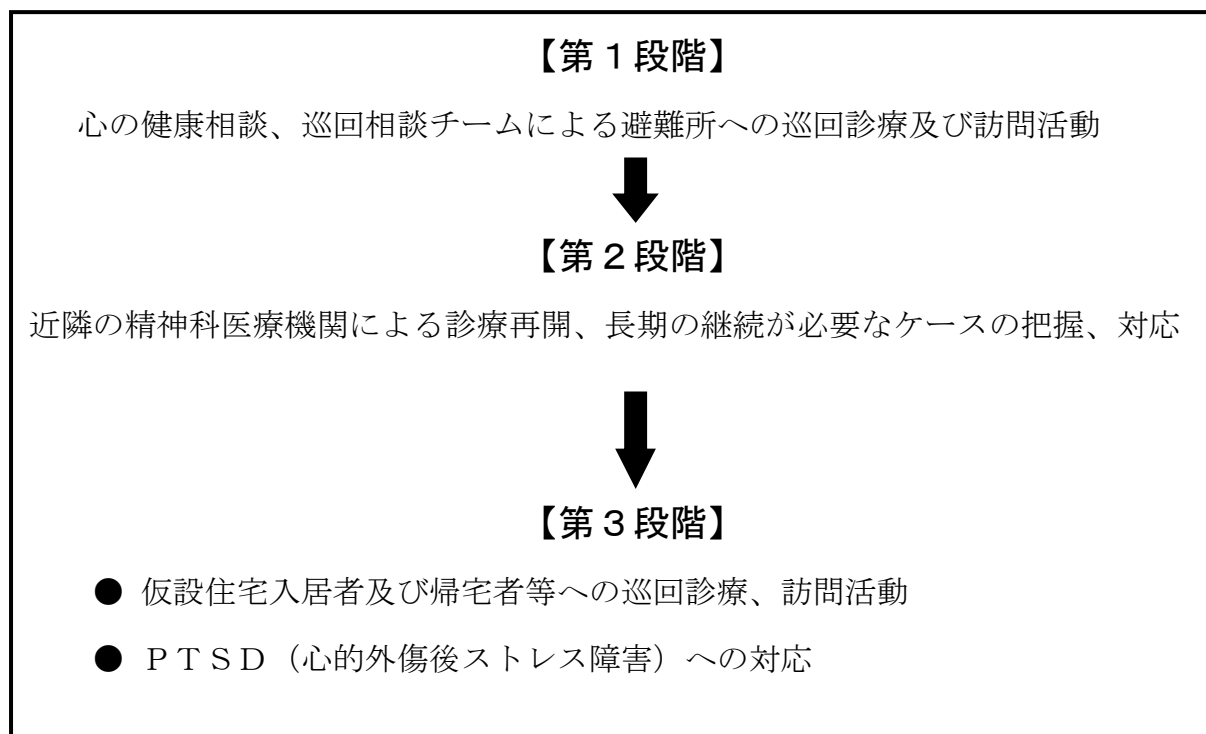 【第１段階】
心の健康相談、巡回相談チームによる避難所への巡回診療及び訪問活動
【第２段階】
近隣の精神科医療機関による診療再開、長期の継続が必要なケースの把握、対応
【第３段階】
● 仮設住宅入居者及び帰宅者等への巡回診療、訪問活動
● ＰＴＳＤ（心的外傷後ストレス障害）への対応